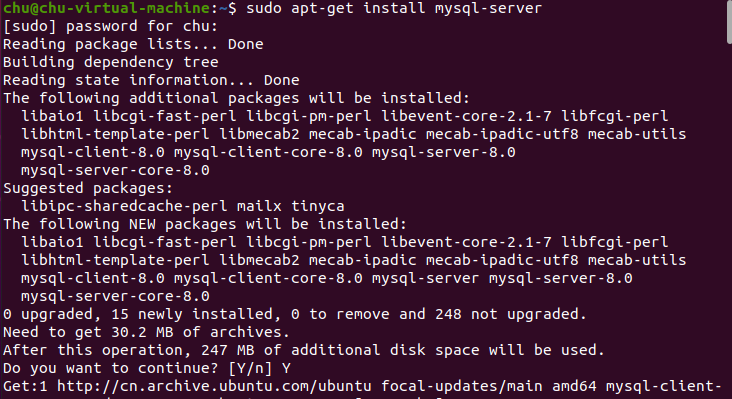 chu@chu-virtual-machine:~$ sudo apt-get install mysql-server
[sudo] password for chu:
Reading package lists... Done
Building dependency tree
Reading state information... Done
The following additional packages will be installed:
  libaio1 libcgi-fast-perl libcgi-pm-perl libevent-core-2.1-7 libfcgi-perl
  libhtml-template-perl libmecab2 mecab-ipadic mecab-ipadic-utf8 mecab-utils
  mysql-client-8.0 mysql-client-core-8.0 mysql-server-8.0
  mysql-server-core-8.0
Suggested packages:
  libipc-sharedcache-perl mailx tinyca
The following NEW packages will be installed:
  libaio1 libcgi-fast-perl libcgi-pm-perl libevent-core-2.1-7 libfcgi-perl
  libhtml-template-perl libmecab2 mecab-ipadic mecab-ipadic-utf8 mecab-utils
  mysql-client-8.0 mysql-client-core-8.0 mysql-server mysql-server-8.0
  mysql-server-core-8.0
0 upgraded, 15 newly installed, 0 to remove and 248 not upgraded.
Need to get 30.2 MB of archives.
After this operation, 247 MB of additional disk space will be used.
Do you want to continue? [Y/n] Y
Get:1 http://cn.archive.ubuntu.com/ubuntu focal-updates/main amd64 mysql-client-